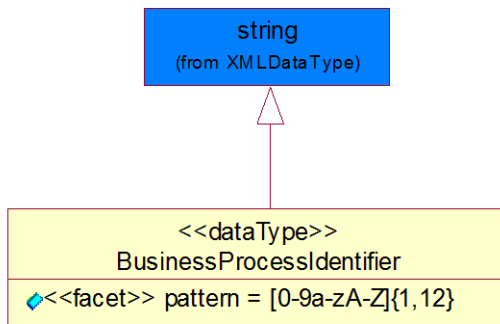 string
(from XMLDataType)
<<dataType>>
BusinessProcessIdentifier
<<facet>> pattern = [0-9a-zA-Z]{1,12}